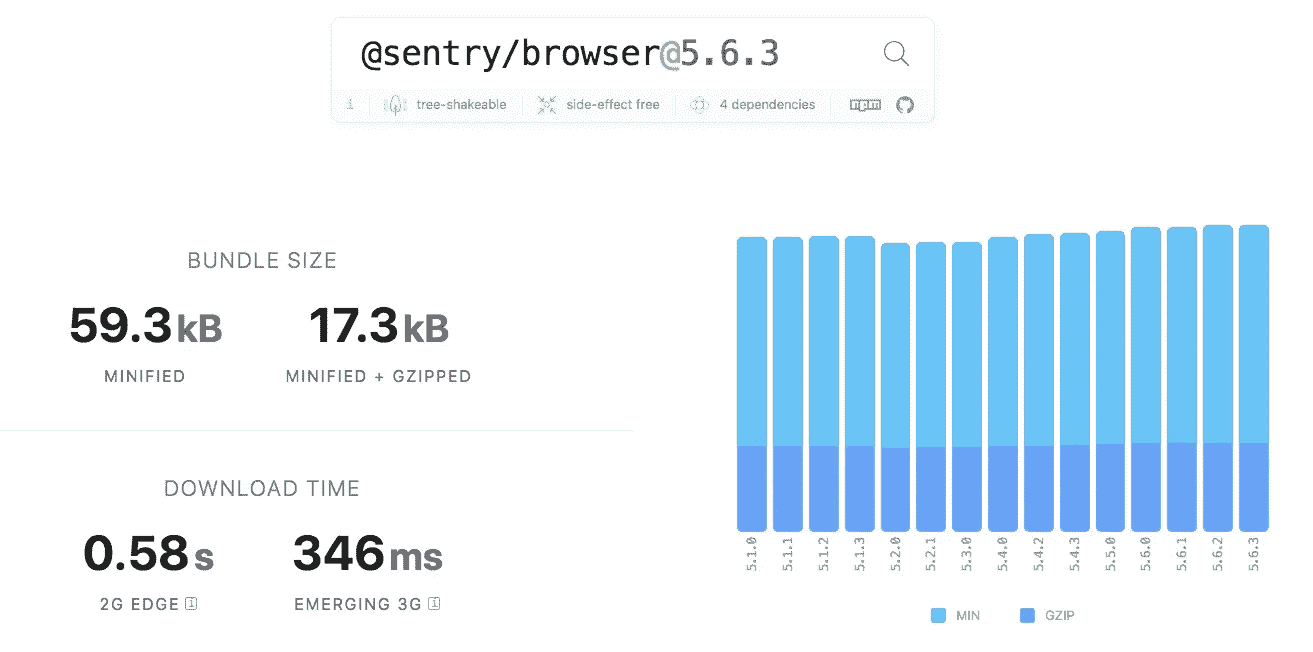 @sentry/browser@5.6.3
i tree-shakeable side-effect free 4 dependencies npm
BUNDLE SIZE
59.3 kB 17.3 kB
MINIFIED MINIFIED + GZIPPED
DOWNLOAD TIME
0.58 s 346 ms
2G EDGE i EMERGING 3G i
5.1.0 5.1.1 5.1.2 5.1.3 5.2.0 5.2.1 5.3.0 5.4.0 5.4.2 5.4.3 5.5.0 5.6.0 5.6.1 5.6.2 5.6.3
MIN GZIP